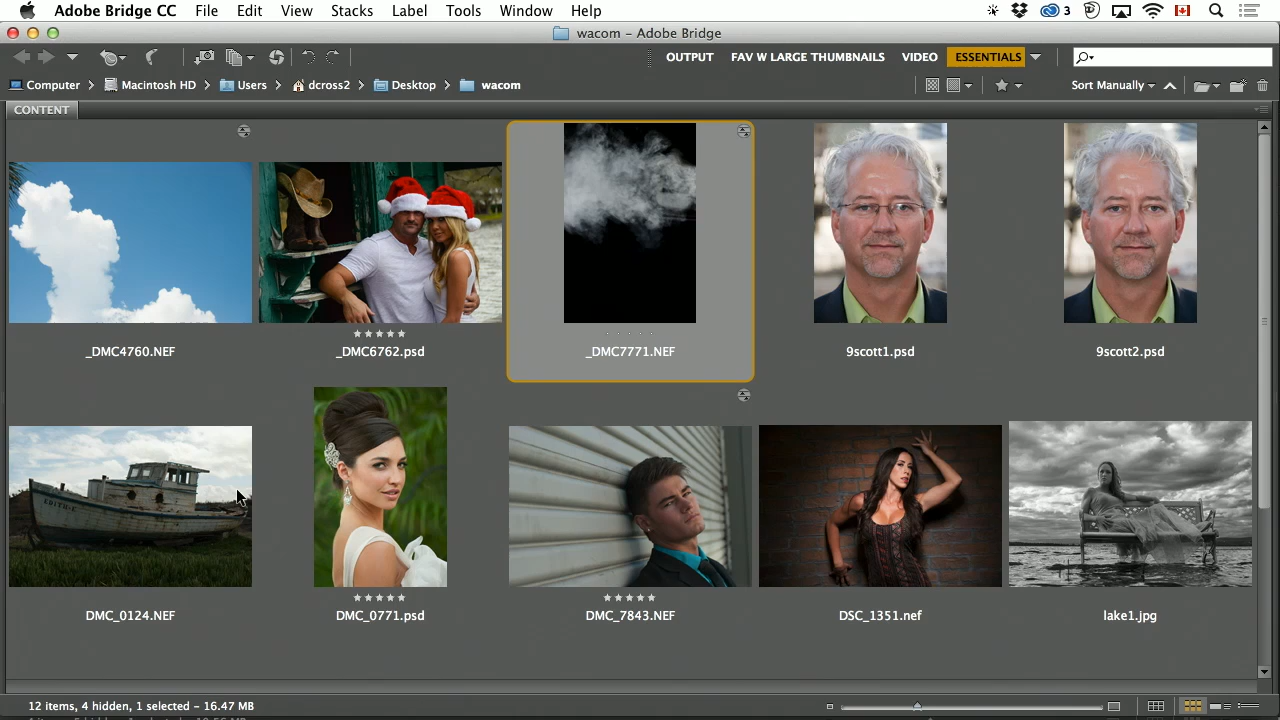 Adobe Bridge CC File Edit View Stacks Label Tools Window Help 3
wacom – Adobe Bridge
OUTPUT FAV W LARGE THUMBNAILS VIDEO ESSENTIALS
Computer Macintosh HD Users dcross2 Desktop wacom Sort Manually
CONTENT
_DMC4760.NEF _DMC6762.psd _DMC7771.NEF 9scott1.psd 9scott2.psd
EDITH-E
DMC_0124.NEF DMC_0771.psd DMC_7843.NEF DSC_1351.nef lake1.jpg
12 items, 4 hidden, 1 selected – 16.47 MB